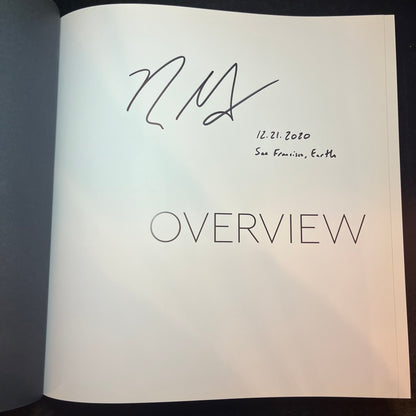 12.21.2020
San Francisco, Earth
OVERVIEW